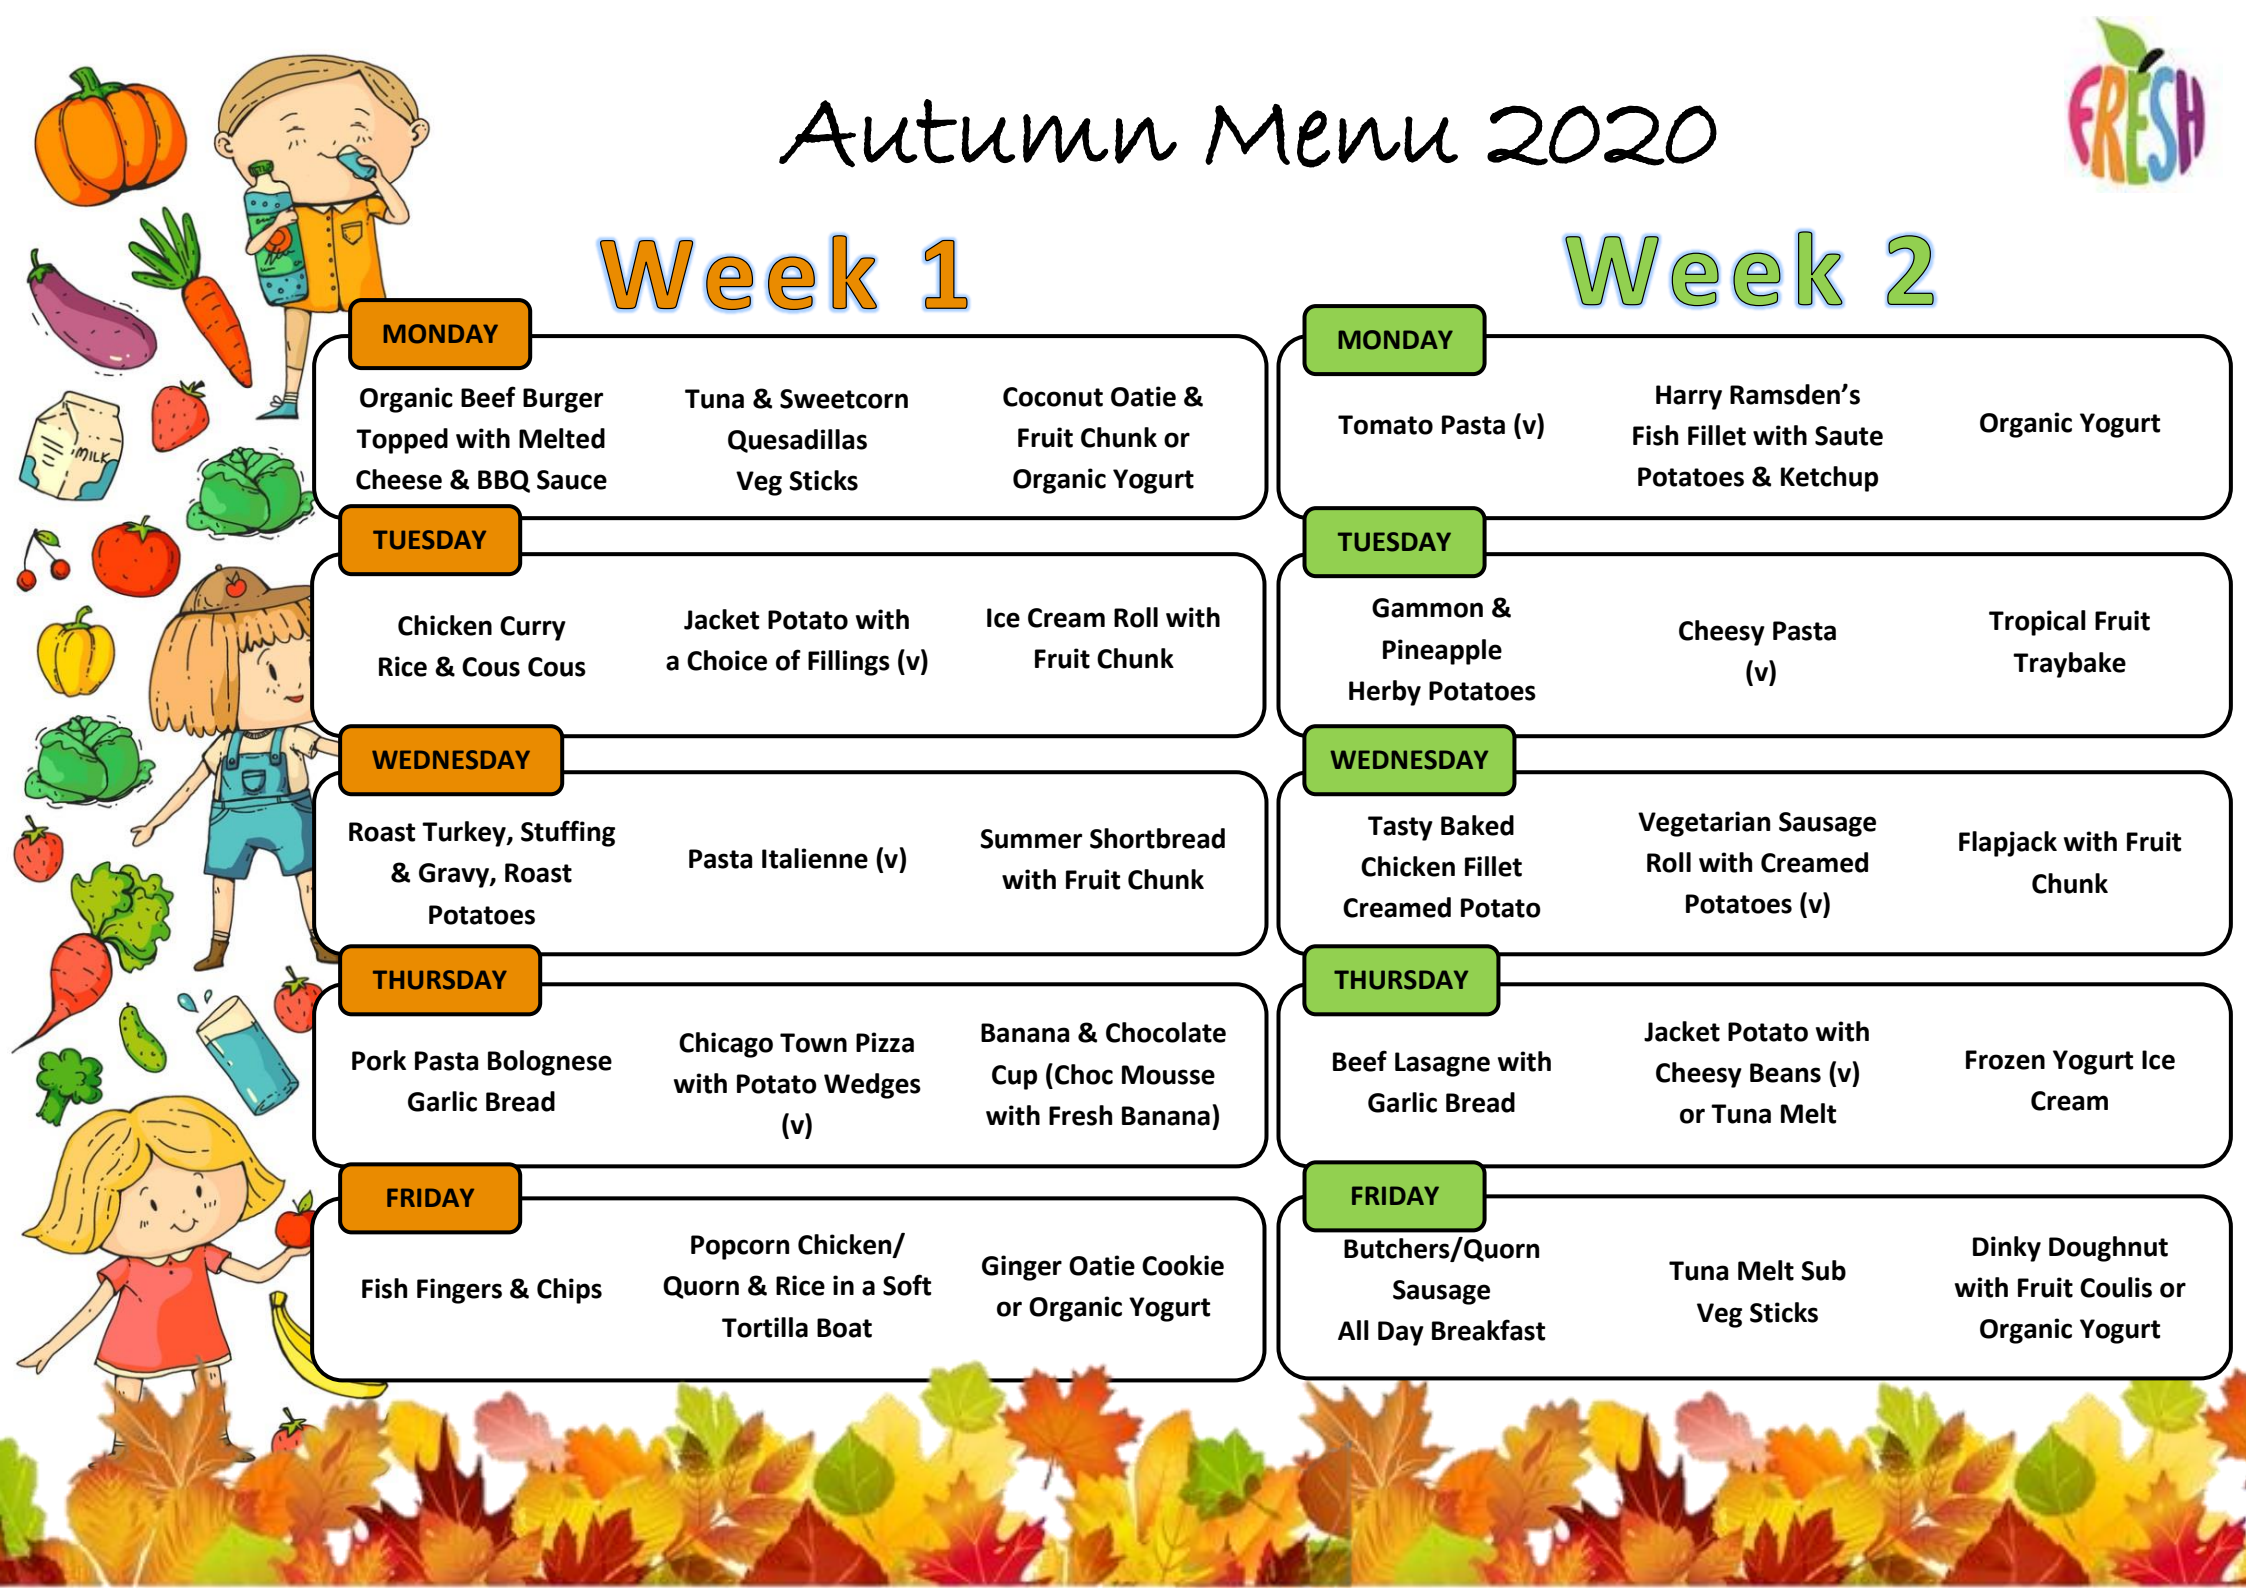 FRESH
Autumn Menu 2020
Week 1
MONDAY
Organic Beef Burger
Topped with Melted
Cheese & BBQ Sauce
Tuna & Sweetcorn
Quesadillas
Veg Sticks
Coconut Oatie &
Fruit Chunk or
Organic Yogurt
TUESDAY
Chicken Curry
Rice & Cous Cous
Jacket Potato with
a Choice of Fillings (v)
Ice Cream Roll with
Fruit Chunk
WEDNESDAY
Roast Turkey, Stuffing
& Gravy, Roast
Potatoes
Pasta Italienne (v)
Summer Shortbread
with Fruit Chunk
THURSDAY
Pork Pasta Bolognese
Garlic Bread
Chicago Town Pizza
with Potato Wedges
(v)
Banana & Chocolate
Cup (Choc Mousse
with Fresh Banana)
FRIDAY
Fish Fingers & Chips
Popcorn Chicken/
Quorn & Rice in a Soft
Tortilla Boat
Ginger Oatie Cookie
or Organic Yogurt
Week 2
MONDAY
Tomato Pasta (v)
Harry Ramsden’s
Fish Fillet with Saute
Potatoes & Ketchup
Organic Yogurt
TUESDAY
Gammon &
Pineapple
Herby Potatoes
Cheesy Pasta
(v)
Tropical Fruit
Traybake
WEDNESDAY
Tasty Baked
Chicken Fillet
Creamed Potato
Vegetarian Sausage
Roll with Creamed
Potatoes (v)
Flapjack with Fruit
Chunk
THURSDAY
Beef Lasagne with
Garlic Bread
Jacket Potato with
Cheesy Beans (v)
or Tuna Melt
Frozen Yogurt Ice
Cream
FRIDAY
Butchers/Quorn
Sausage
All Day Breakfast
Tuna Melt Sub
Veg Sticks
Dinky Doughnut
with Fruit Coulis or
Organic Yogurt
MILK